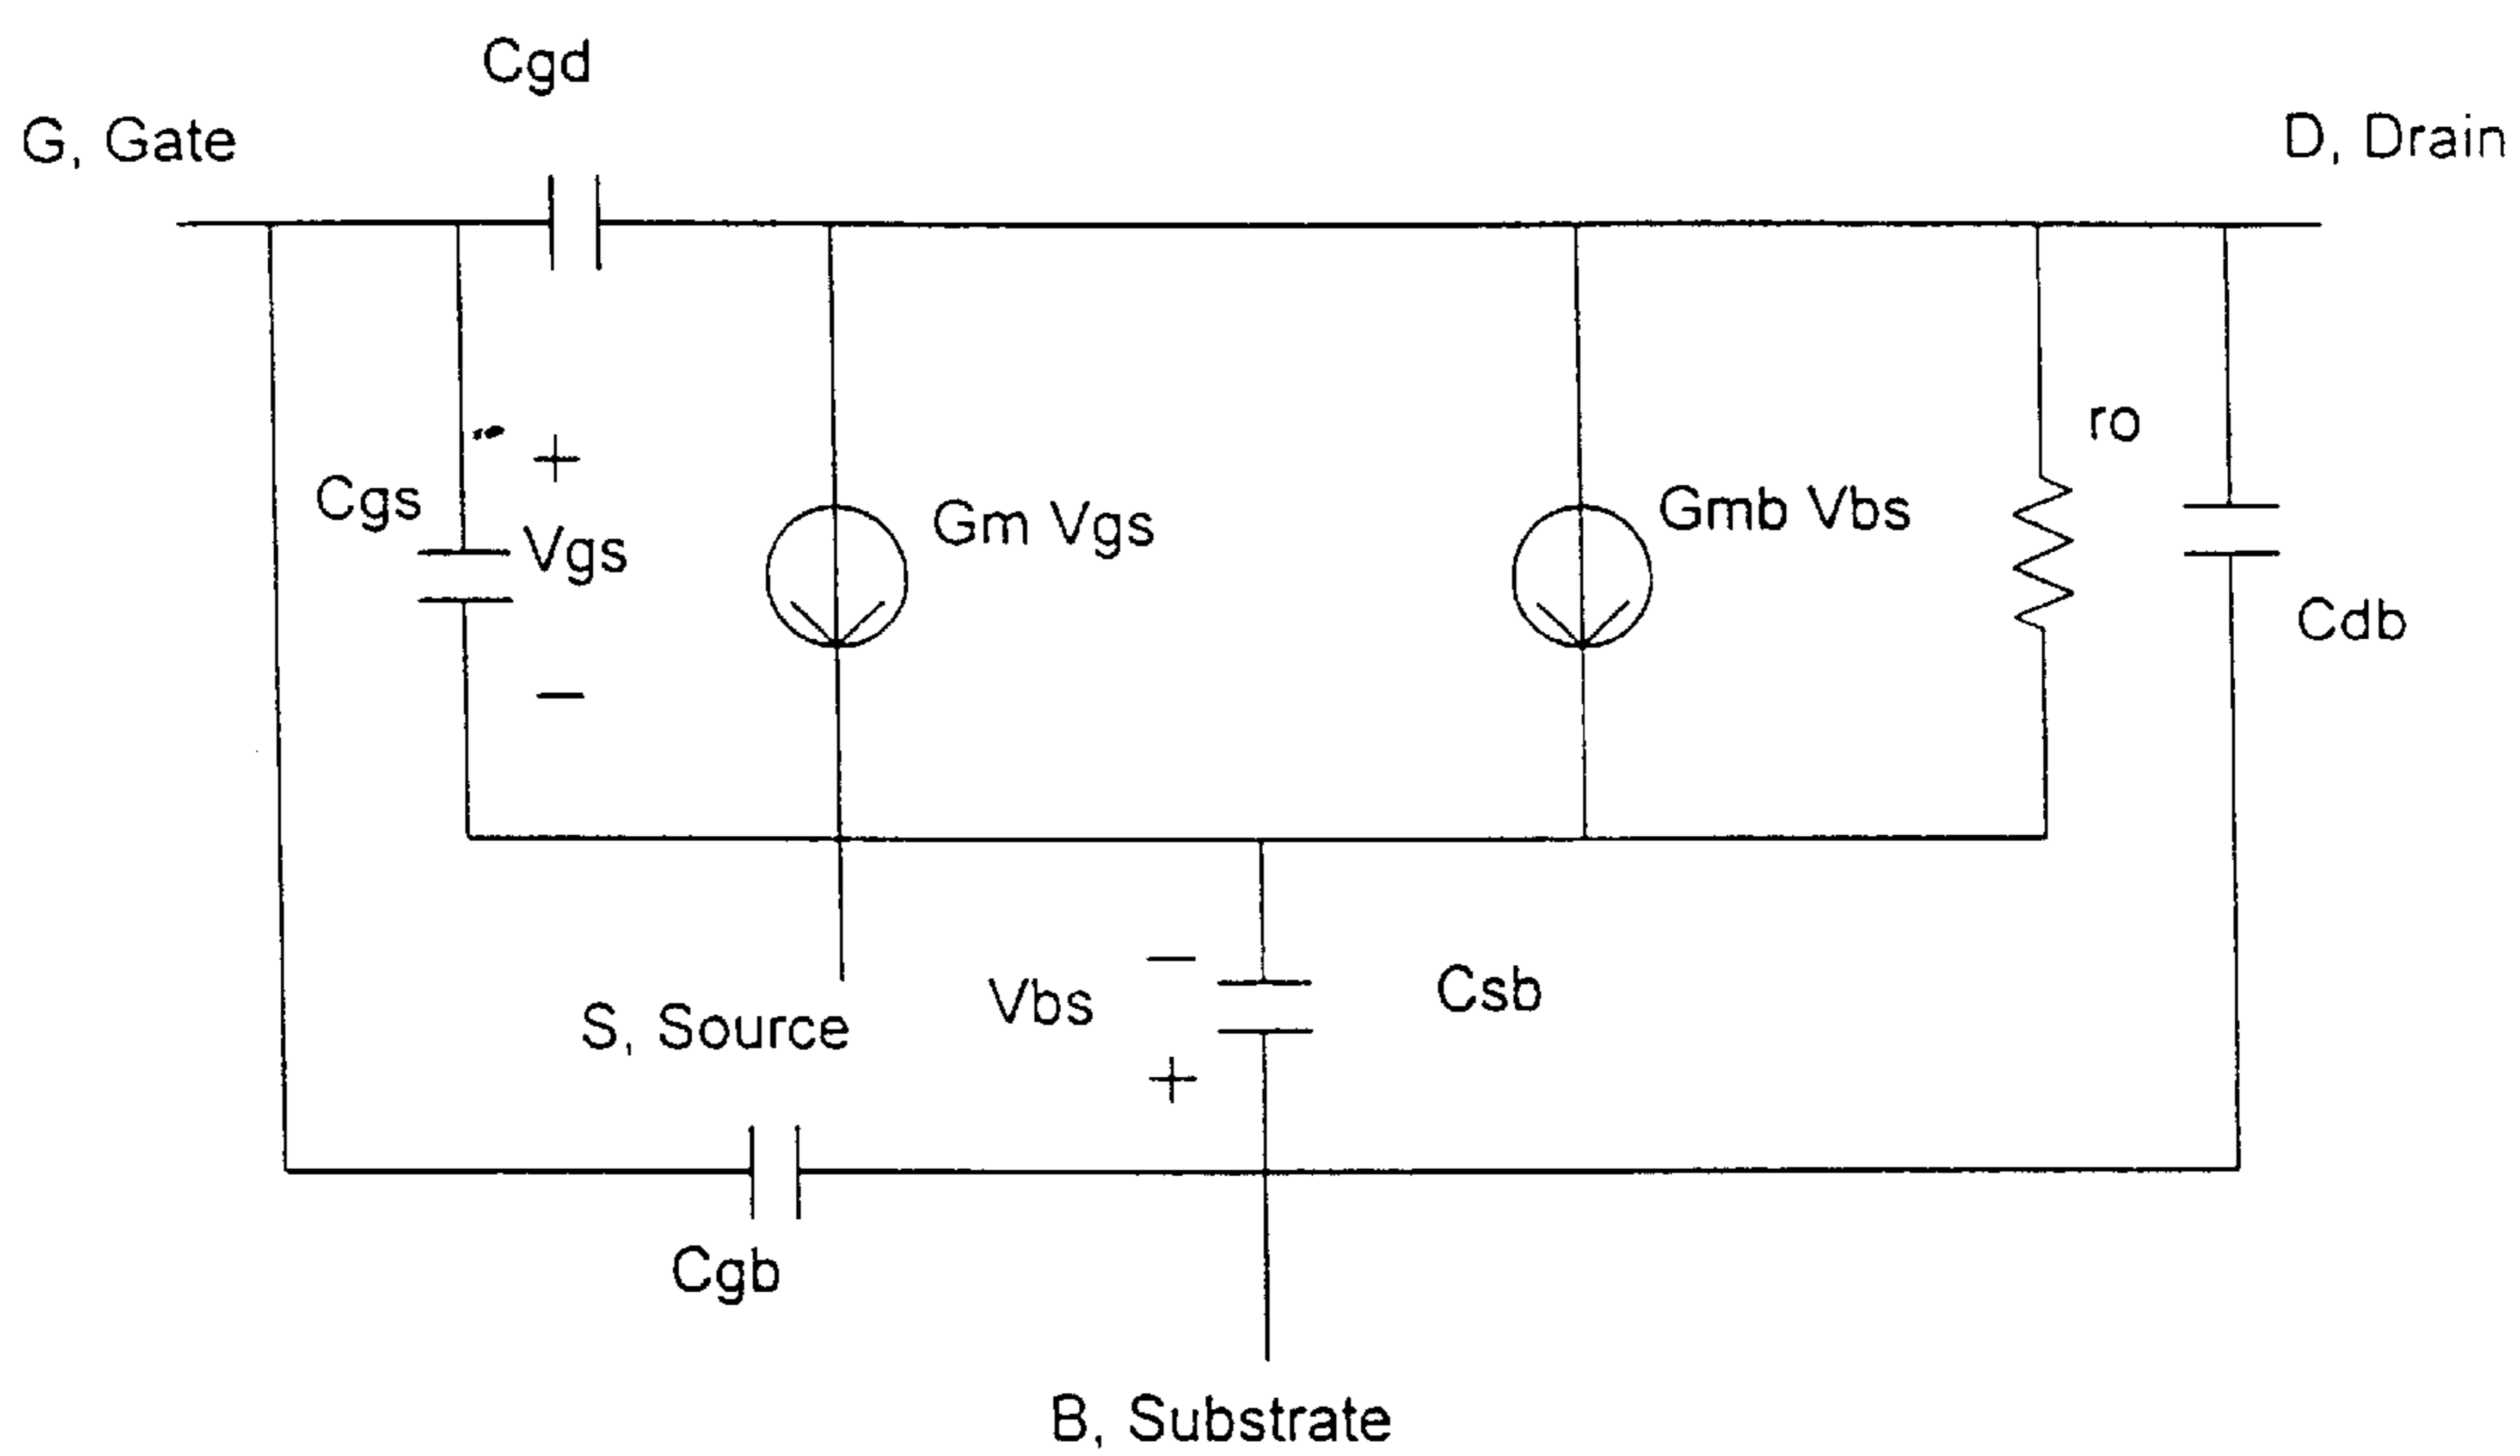 Cgd
G, Gate
D, Drain
ro
+
Cgs
Vgs
Gm Vgs
Gmb Vbs
Cdb
−
−
Vbs
Csb
S, Source
+
Cgb
B, Substrate